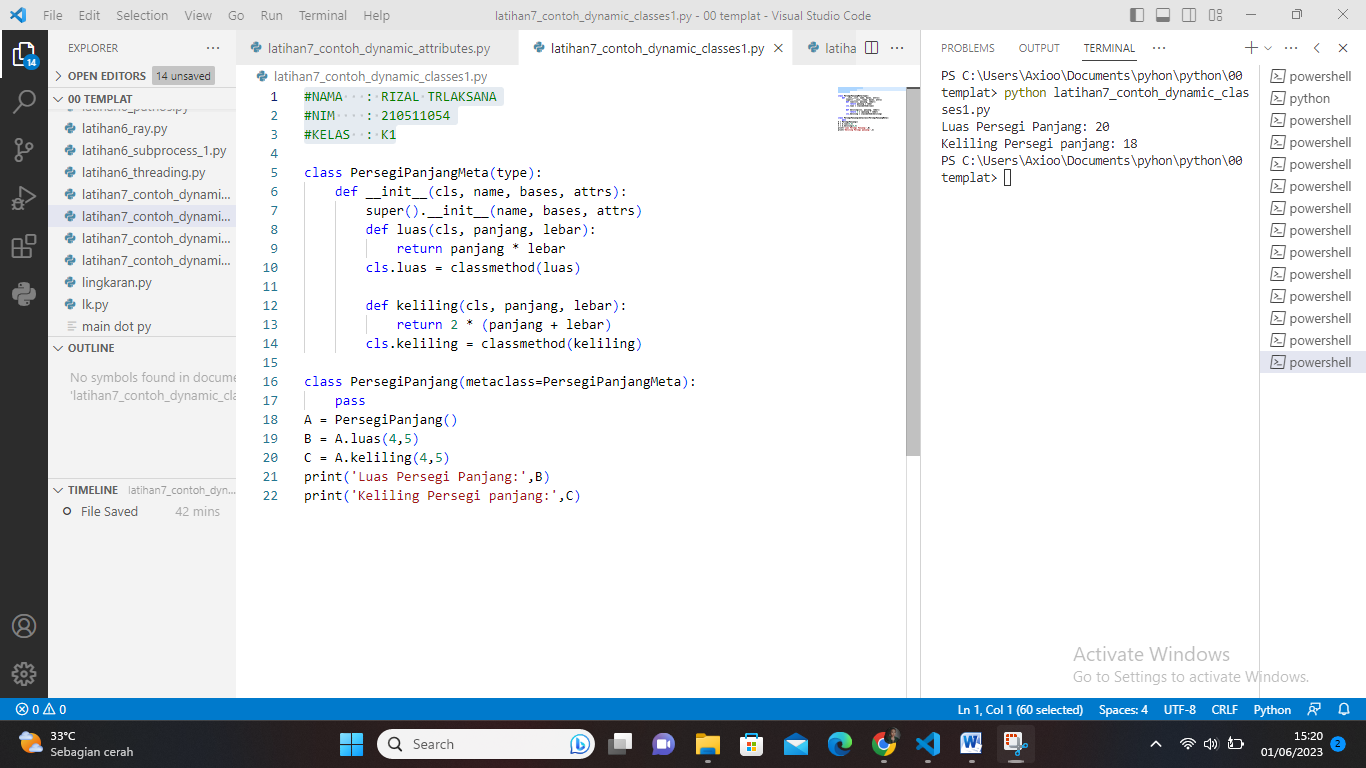 File Edit Selection View Go Run Terminal Help
latihan7_contoh_dynamic_classes1.py - 00 templat - Visual Studio Code
EXPLORER
OPEN EDITORS 14 unsaved
00 TEMPLAT
latihan6_ray.py
latihan6_subprocess_1.py
latihan6_threading.py
latihan7_contoh_dynami...
latihan7_contoh_dynami...
latihan7_contoh_dynami...
latihan7_contoh_dynami...
lingkaran.py
lk.py
main dot py
OUTLINE
No symbols found in docume
'latihan7_contoh_dynamic_cla
TIMELINE latihan7_contoh_dyn...
File Saved 42 mins
14
latihan7_contoh_dynamic_attributes.py
latihan7_contoh_dynamic_classes1.py
latiha
latihan7_contoh_dynamic_classes1.py
1 #NAMA ··· : RIZAL TRLAKSANA
2 #NIM : 210511054
3 #KELAS : K1
4
5 class PersegiPanjangMeta(type):
6 def __init__(cls, name, bases, attrs):
7 super().__init__(name, bases, attrs)
8 def luas(cls, panjang, lebar):
9 return panjang * lebar
10 cls.luas = classmethod(luas)
11
12 def keliling(cls, panjang, lebar):
13 return 2 * (panjang + lebar)
14 cls.keliling = classmethod(keliling)
15
16 class PersegiPanjang(metaclass=PersegiPanjangMeta):
17 pass
18 A = PersegiPanjang()
19 B = A.luas(4,5)
20 C = A.keliling(4,5)
21 print('Luas Persegi Panjang:',B)
22 print('Keliling Persegi panjang:',C)
PROBLEMS OUTPUT TERMINAL
PS C:\Users\Axioo\Documents\pyhon\python\00
templat> python latihan7_contoh_dynamic_clas
ses1.py
Luas Persegi Panjang: 20
Keliling Persegi panjang: 18
PS C:\Users\Axioo\Documents\pyhon\python\00
templat>
powershell
python
powershell
powershell
powershell
powershell
powershell
powershell
powershell
powershell
powershell
powershell
powershell
powershell
Activate Windows
Go to Settings to activate Windows.
0 0
Ln 1, Col 1 (60 selected) Spaces: 4 UTF-8 CRLF Python
33°C
Sebagian cerah
Search
15:20
01/06/2023
2